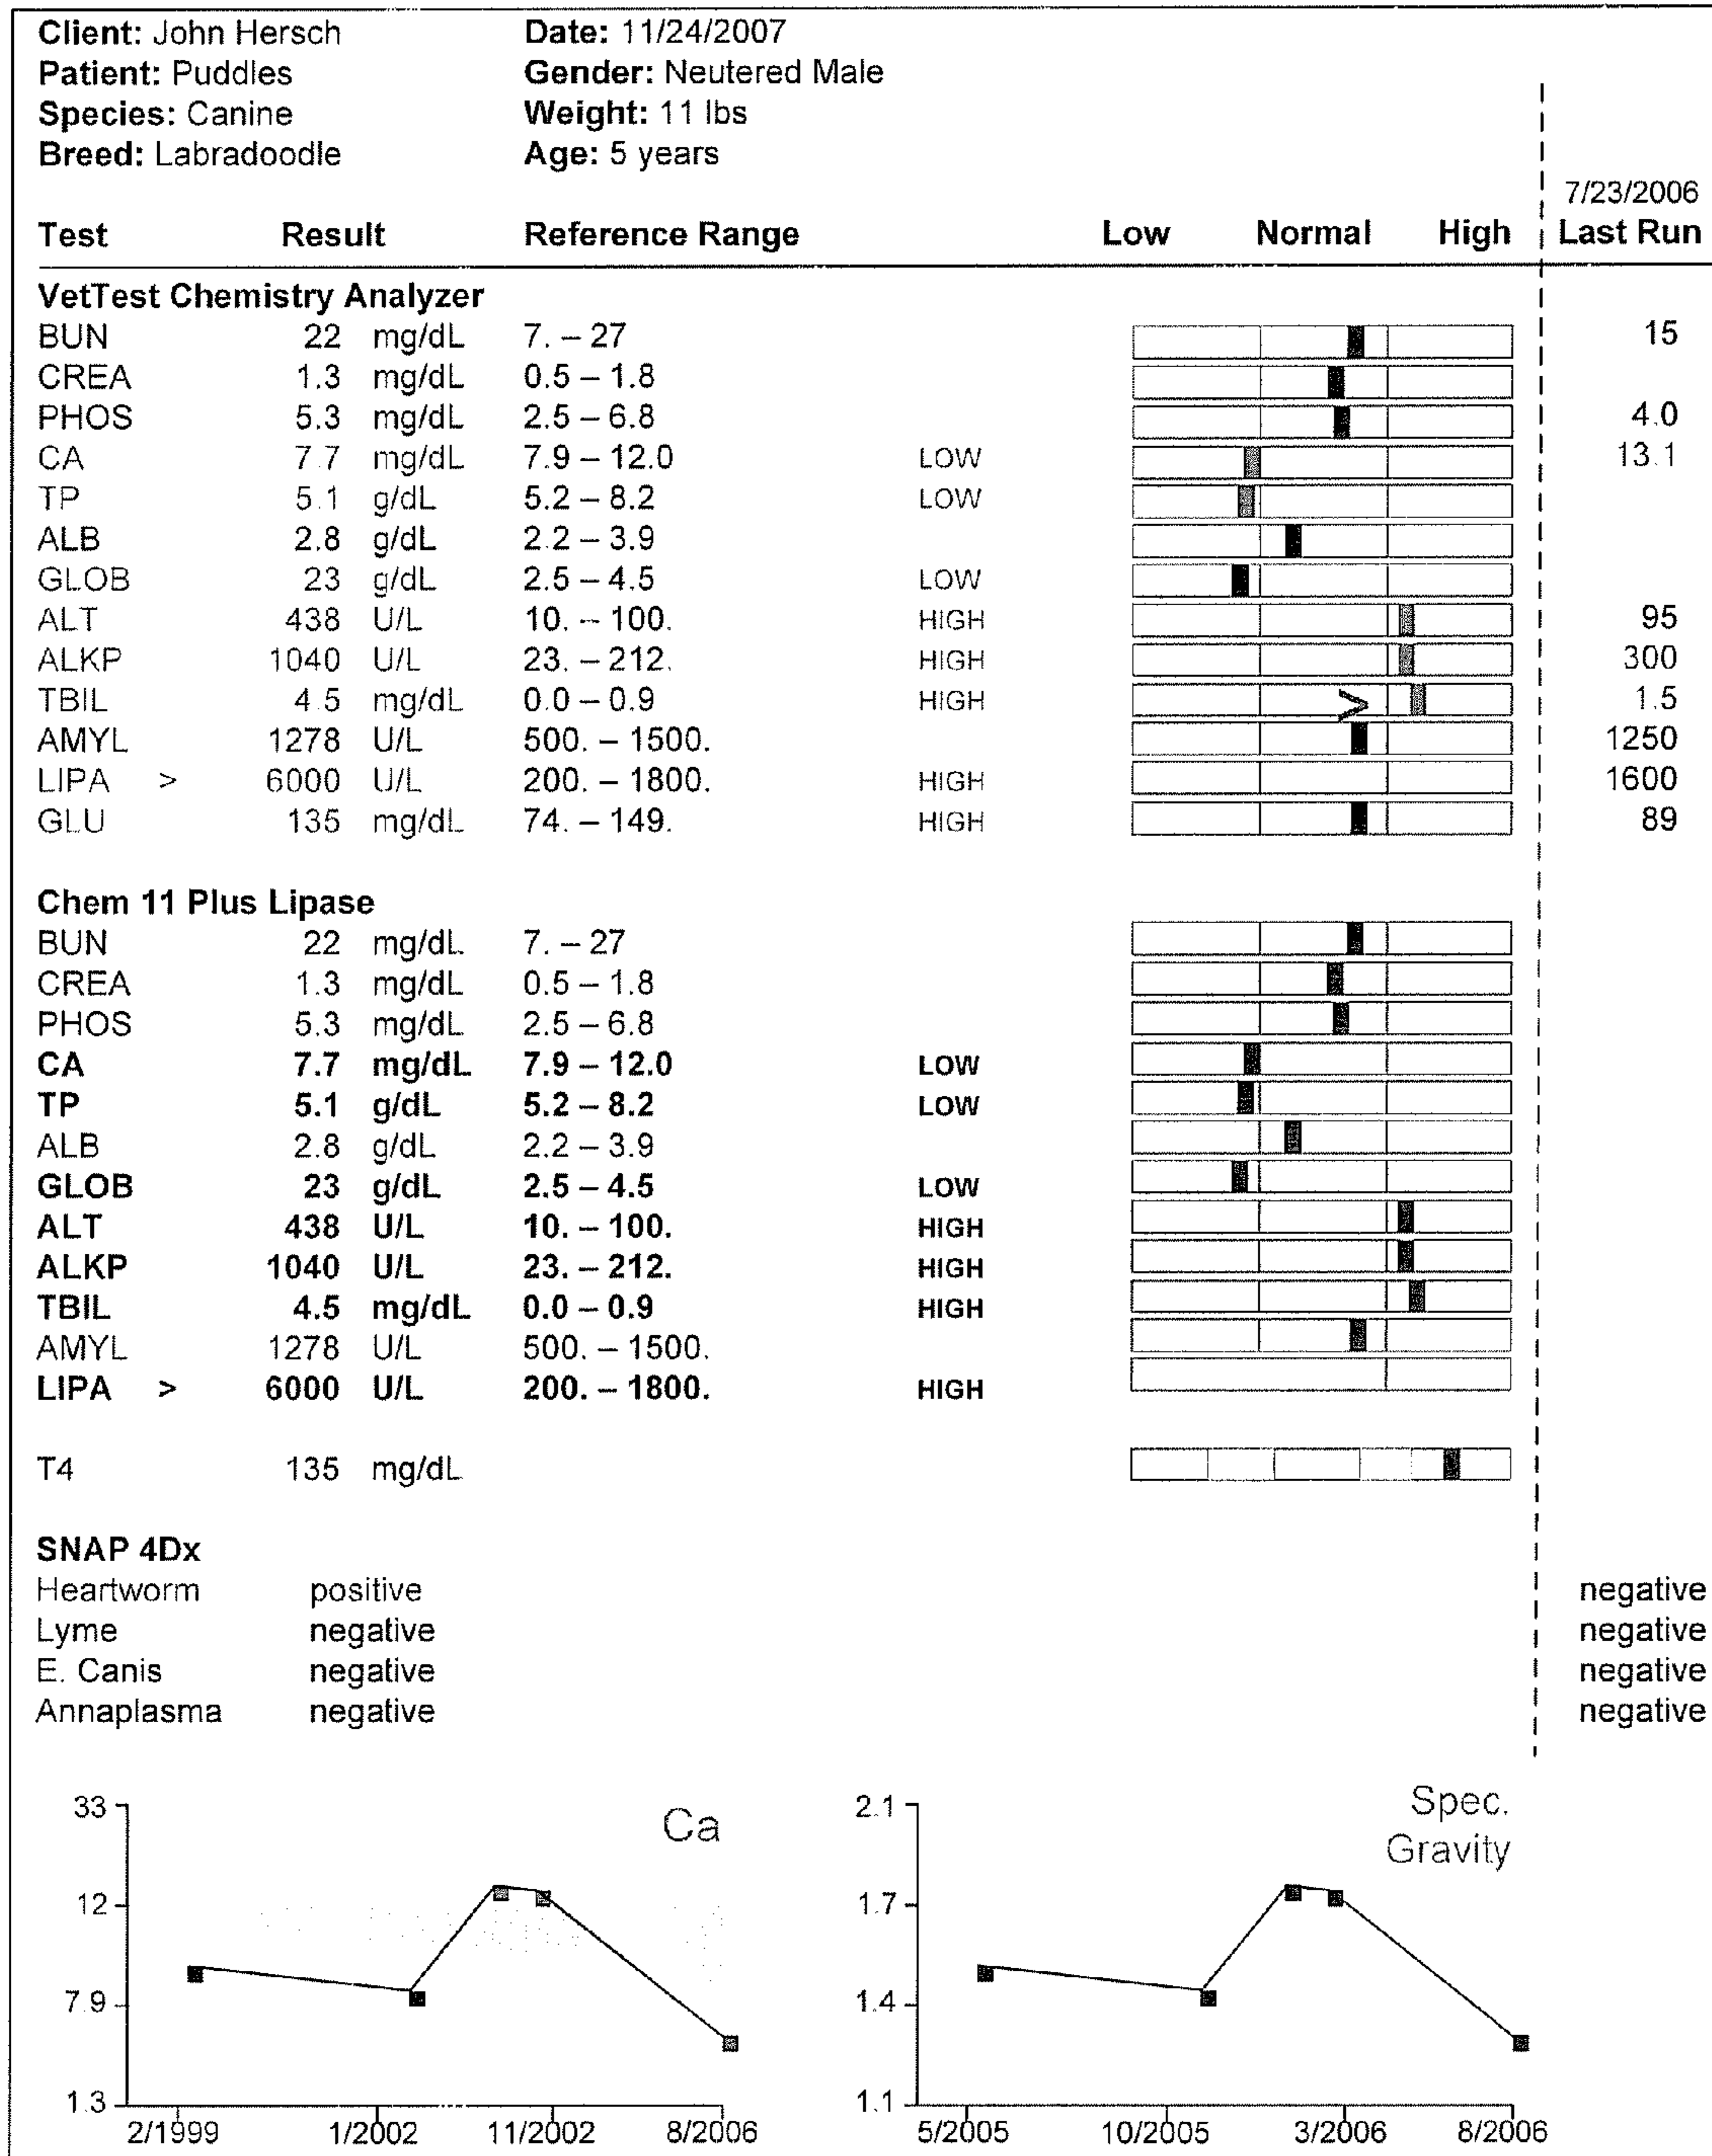 Client: John Hersch Date: 11/24/2007
Patient: Puddles Gender: Neutered Male
Species: Canine Weight: 11 lbs
Breed: Labradoodle Age: 5 years
7/23/2006
Test Result Reference Range Low Normal High Last Run
VetTest Chemistry Analyzer
BUN 22 mg/dL 7. – 27 15
CREA 1.3 mg/dL 0.5 – 1.8
PHOS 5.3 mg/dL 2.5 – 6.8 4.0
CA 7.7 mg/dL 7.9 – 12.0 LOW 13.1
TP 5.1 g/dL 5.2 – 8.2 LOW
ALB 2.8 g/dL 2.2 – 3.9
GLOB 23 g/dL 2.5 – 4.5 LOW
ALT 438 U/L 10. – 100. HIGH 95
ALKP 1040 U/L 23. – 212. HIGH 300
TBIL 4.5 mg/dL 0.0 – 0.9 HIGH > 1.5
AMYL 1278 U/L 500. – 1500. 1250
LIPA > 6000 U/L 200. – 1800. HIGH 1600
GLU 135 mg/dL 74. – 149. HIGH 89
Chem 11 Plus Lipase
BUN 22 mg/dL 7. – 27
CREA 1.3 mg/dL 0.5 – 1.8
PHOS 5.3 mg/dL 2.5 – 6.8
CA 7.7 mg/dL 7.9 – 12.0 LOW
TP 5.1 g/dL 5.2 – 8.2 LOW
ALB 2.8 g/dL 2.2 – 3.9
GLOB 23 g/dL 2.5 – 4.5 LOW
ALT 438 U/L 10. – 100. HIGH
ALKP 1040 U/L 23. – 212. HIGH
TBIL 4.5 mg/dL 0.0 – 0.9 HIGH
AMYL 1278 U/L 500. – 1500.
LIPA > 6000 U/L 200. – 1800. HIGH
T4 135 mg/dL
SNAP 4Dx
Heartworm positive negative
Lyme negative negative
E. Canis negative negative
Annaplasma negative negative
Ca
33
12
7.9
1.3
2/1999 1/2002 11/2002 8/2006
Spec.
Gravity
2.1
1.7
1.4
1.1
5/2005 10/2005 3/2006 8/2006